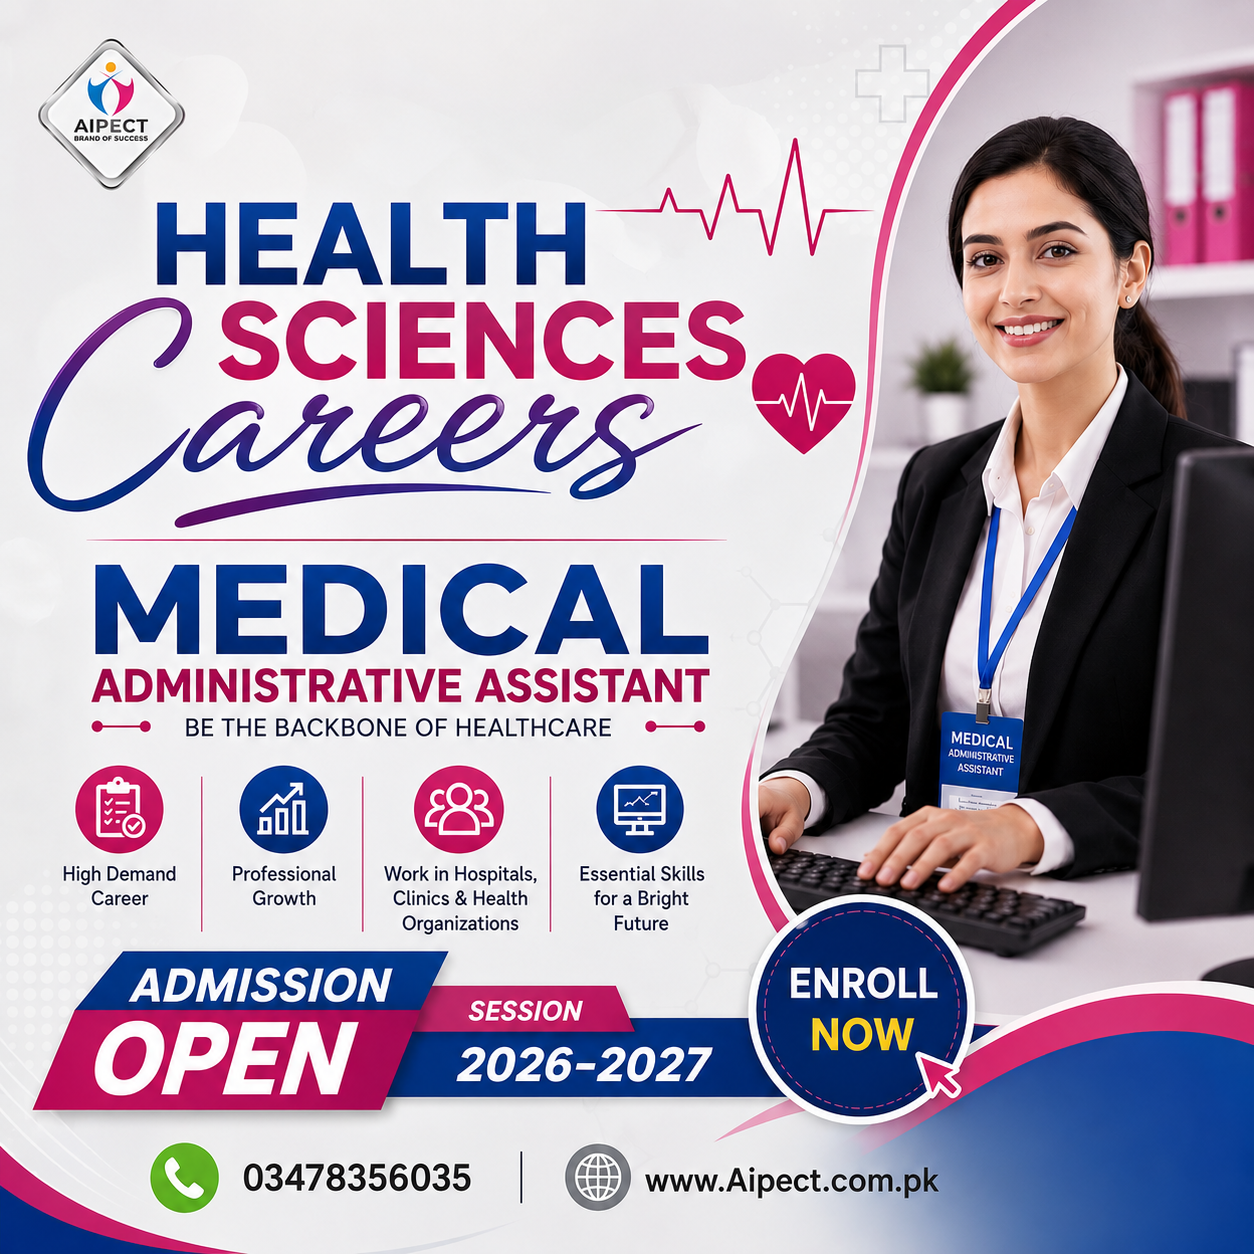 AIPECT
BRAND OF SUCCESS
HEALTH
SCIENCES
Careers
MEDICAL
ADMINISTRATIVE ASSISTANT
BE THE BACKBONE OF HEALTHCARE
High Demand
Career
Professional
Growth
Work in Hospitals,
Clinics & Health
Organizations
Essential Skills
for a Bright
Future
MEDICAL
ADMINISTRATIVE
ASSISTANT
ADMISSION
OPEN
SESSION
2026-2027
ENROLL
NOW
03478356035
www.Aipect.com.pk